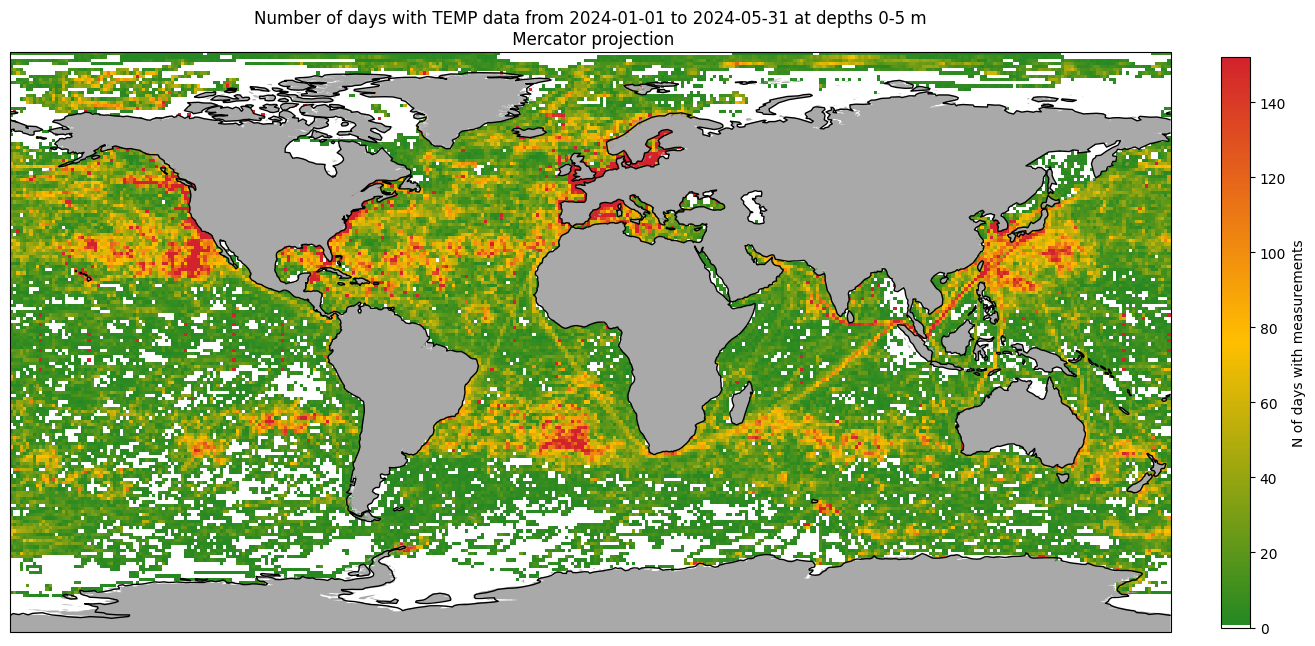 Number of days with TEMP data from 2024-01-01 to 2024-05-31 at depths 0-5 m
Mercator projection
140
120
100
80
60
40
20
0
N of days with measurements